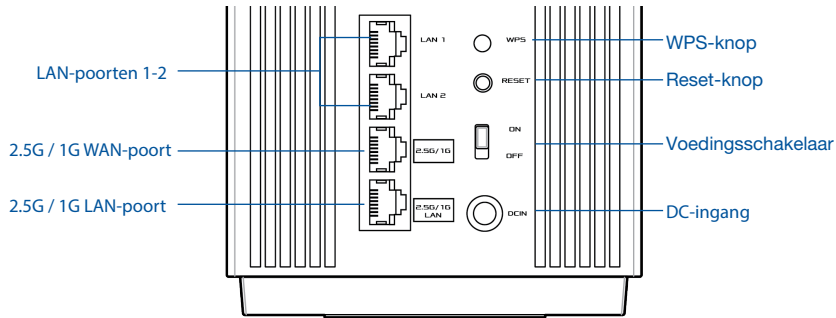 LAN-poorten 1-2
2.5G / 1G WAN-poort
2.5G / 1G LAN-poort
LAN 1
LAN 2
2.5G/1G
2.5G/1G
LAN
WPS
RESET
ON
OFF
DCIN
WPS-knop
Reset-knop
Voedingsschakelaar
DC-ingang